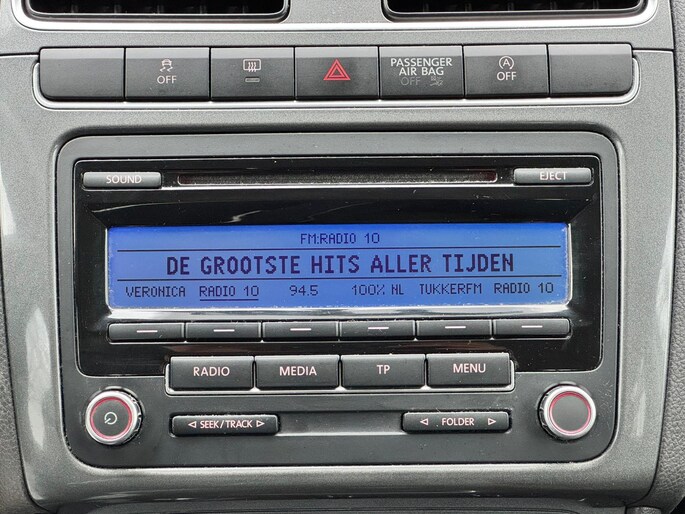 OFF
PASSENGER
AIR BAG
OFF
A
OFF
SOUND
EJECT
FM:RADIO 10
DE GROOTSTE HITS ALLER TIJDEN
VERONICA RADIO 10 94.5 100% NL TUKKERFM RADIO 10
RADIO MEDIA TP MENU
SEEK/TRACK
FOLDER